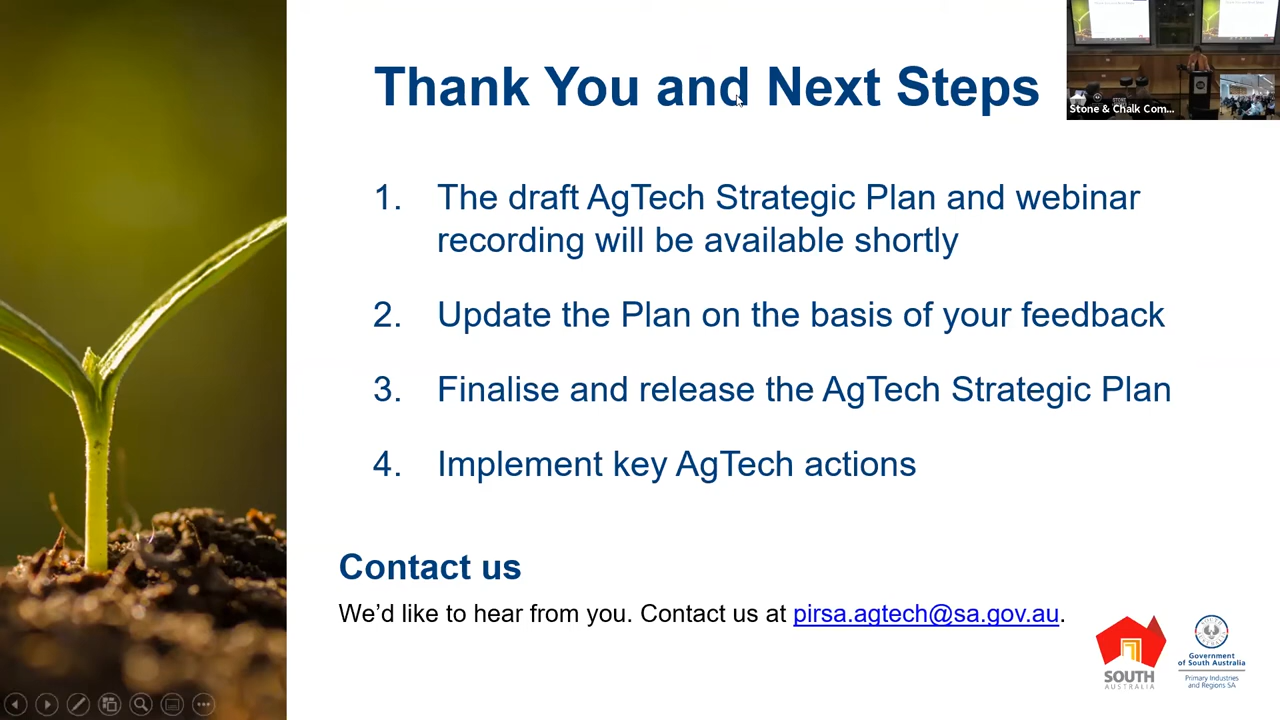 Thank You and Next Steps
Stone & Chalk Com...
1. The draft AgTech Strategic Plan and webinar
recording will be available shortly
2. Update the Plan on the basis of your feedback
3. Finalise and release the AgTech Strategic Plan
4. Implement key AgTech actions
Contact us
We’d like to hear from you. Contact us at pirsa.agtech@sa.gov.au.
SOUTH
AUSTRALIA
Government
of South Australia
Primary Industries
and Regions SA